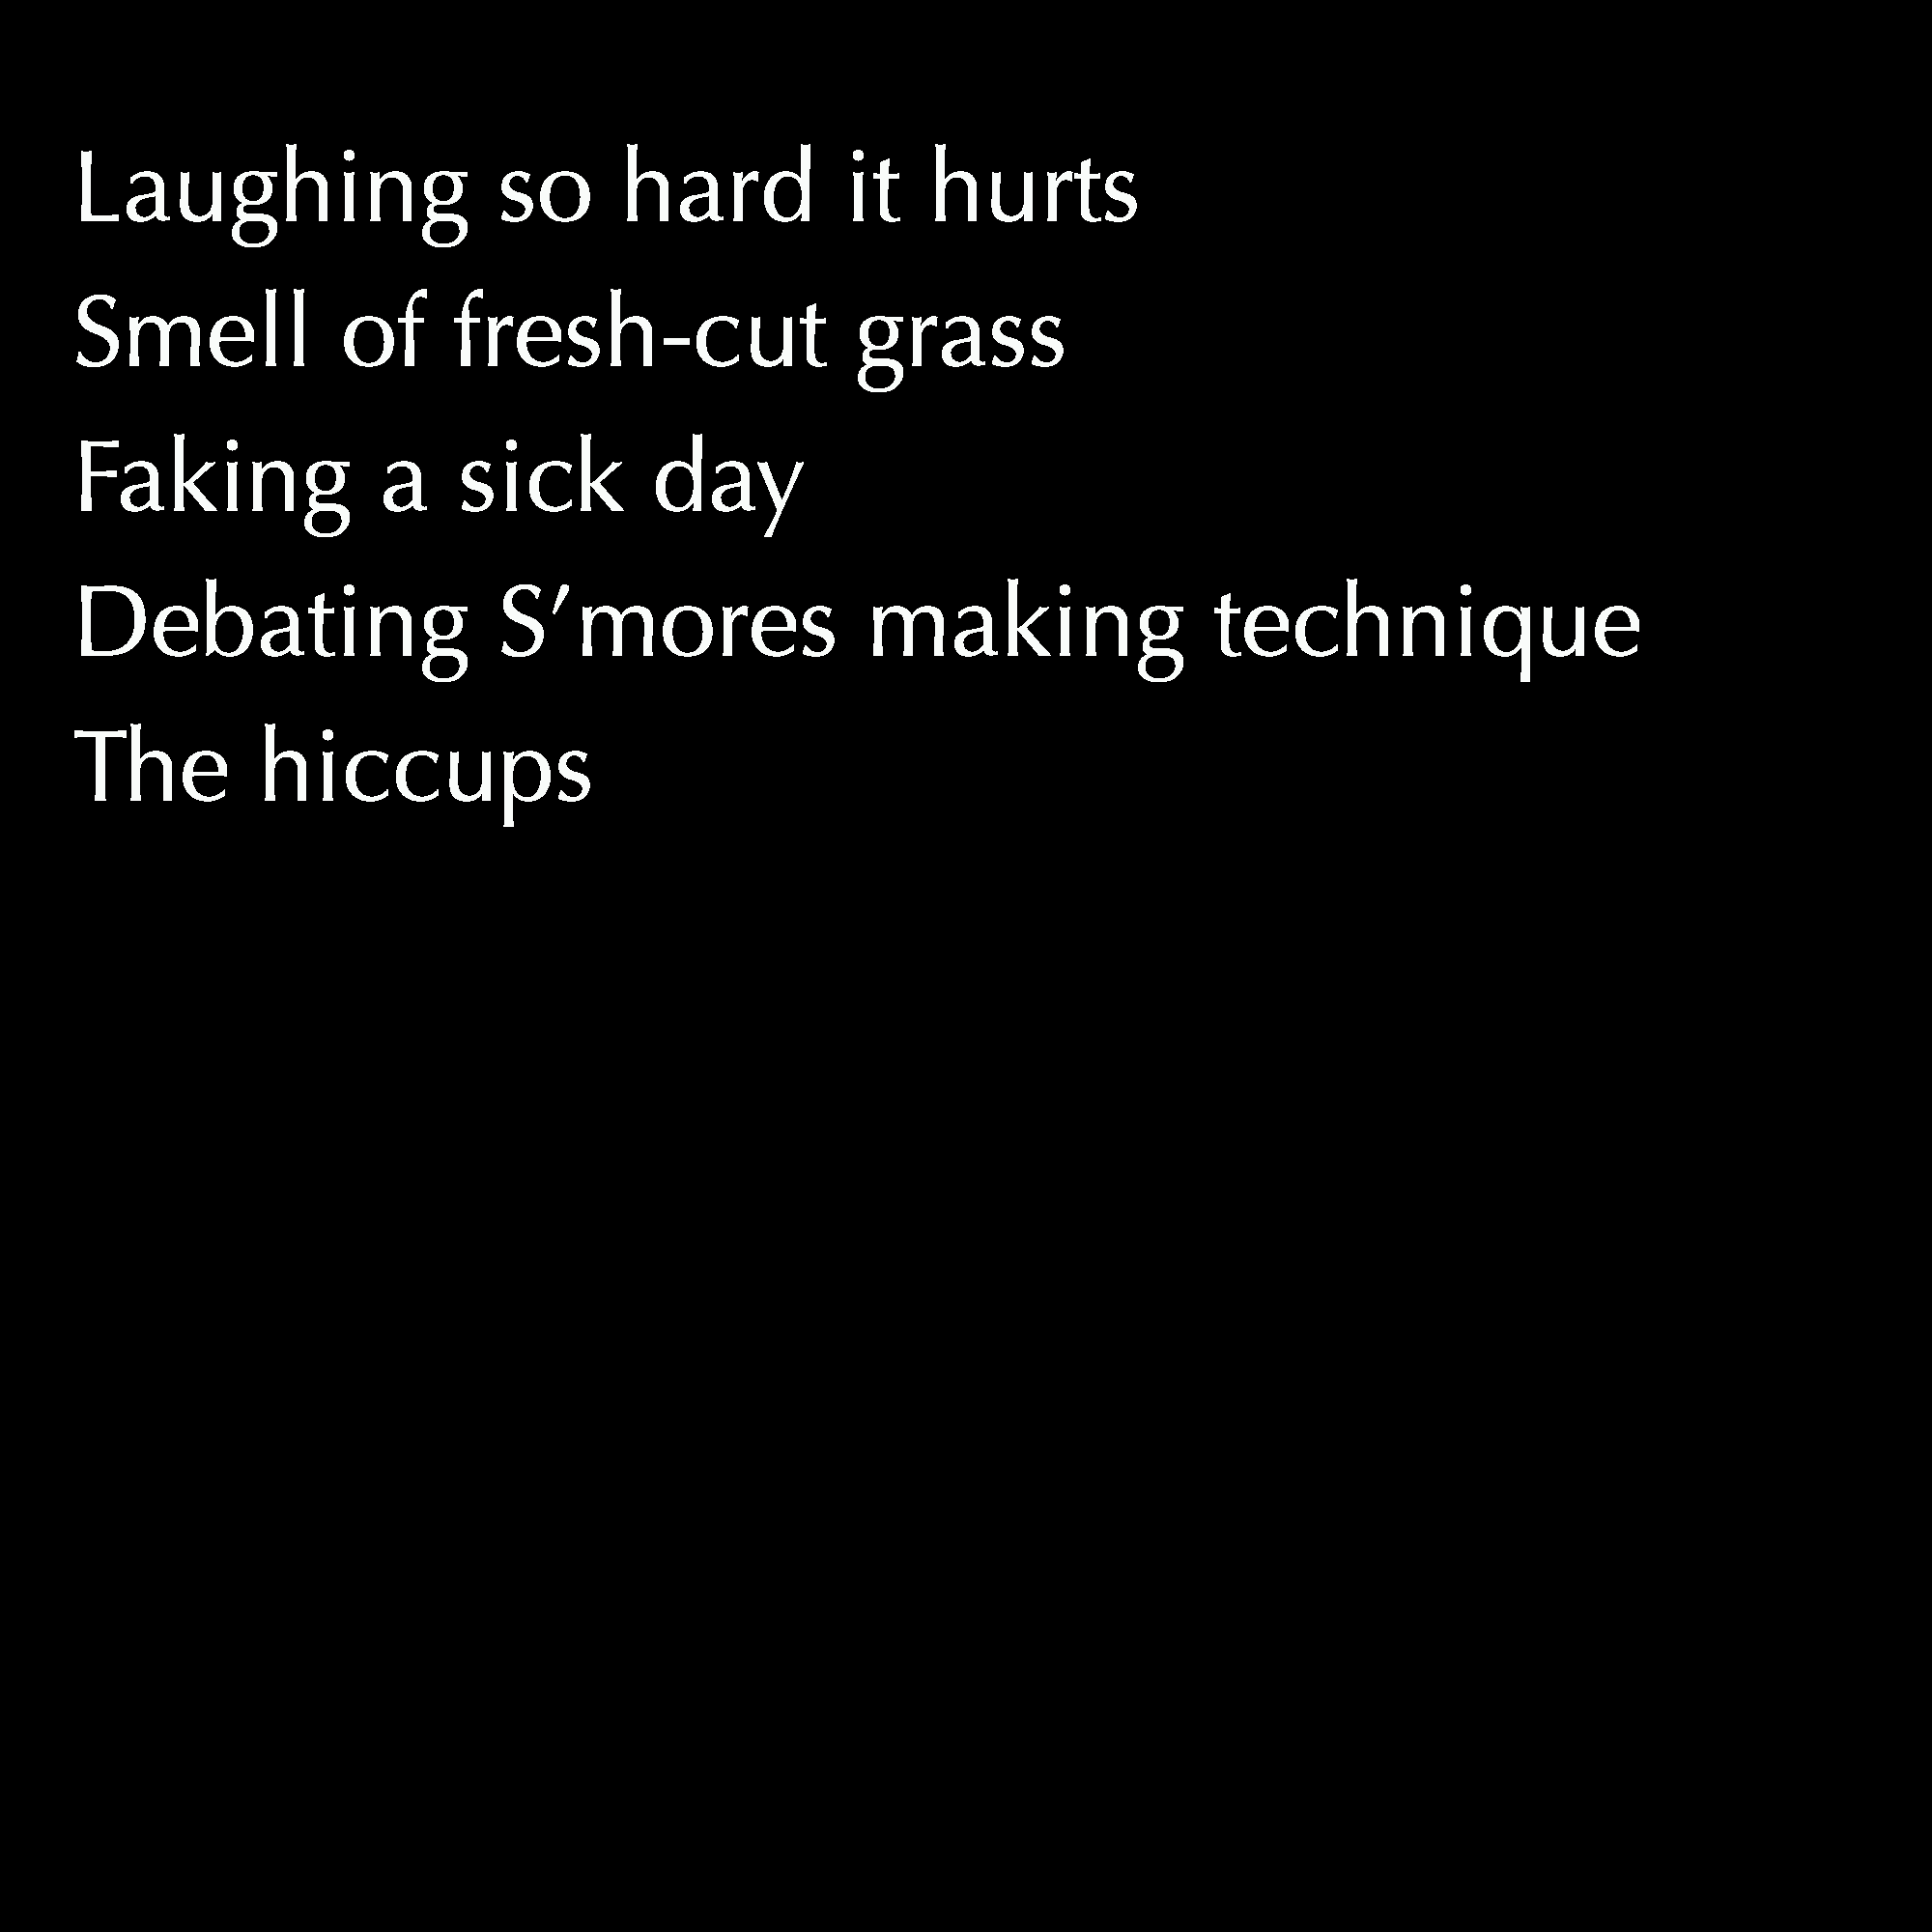 Laughing so hard it hurts
Smell of fresh-cut grass
Faking a sick day
Debating S'mores making technique
The hiccups